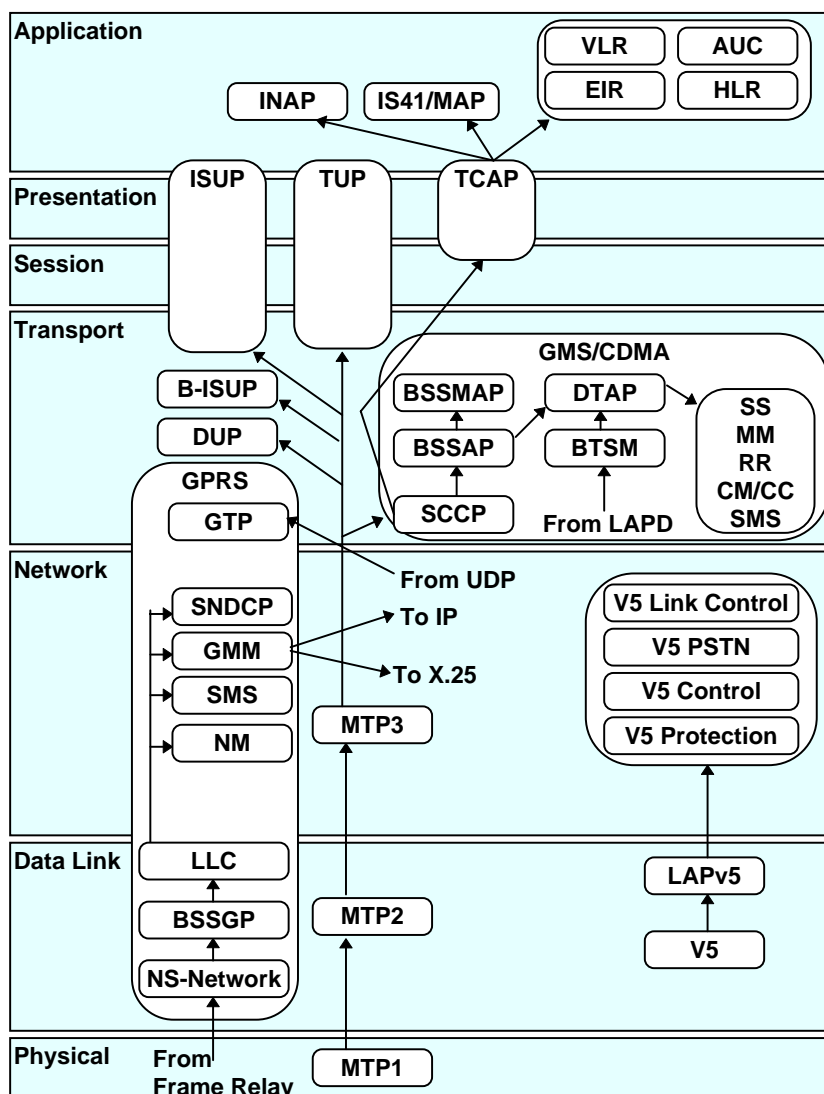 Application
VLR
AUC
EIR
HLR
INAP
IS41/MAP
ISUP
TUP
TCAP
Presentation
Session
Transport
GMS/CDMA
B-ISUP
BSSMAP
DTAP
SS
MM
RR
CM/CC
SMS
DUP
BSSAP
BTSM
GPRS
GTP
SCCP
From LAPD
Network
From UDP
SNDCP
To IP
V5 Link Control
GMM
V5 PSTN
To X.25
SMS
V5 Control
MTP3
NM
V5 Protection
Data Link
LLC
LAPv5
BSSGP
MTP2
V5
NS-Network
Physical
From
Frame Relay
MTP1